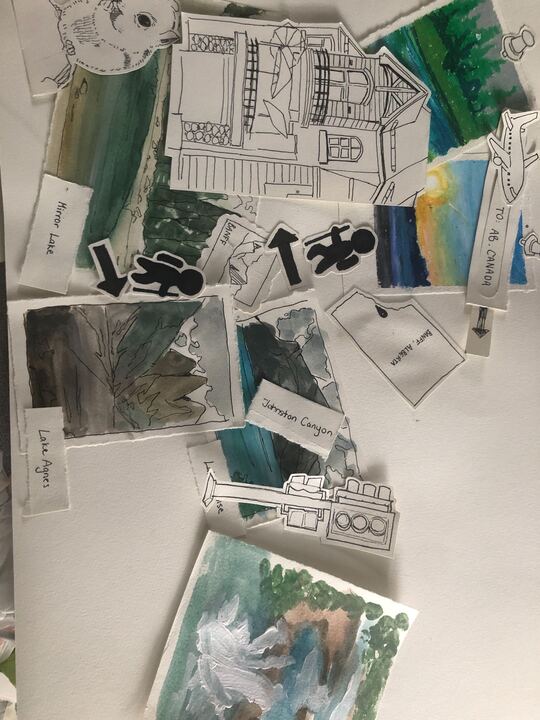 Mirror Lake
BANFF
TO: AB. CANADA
BANFF, ALBERTA
Johnston Canyon
Lake Agnes